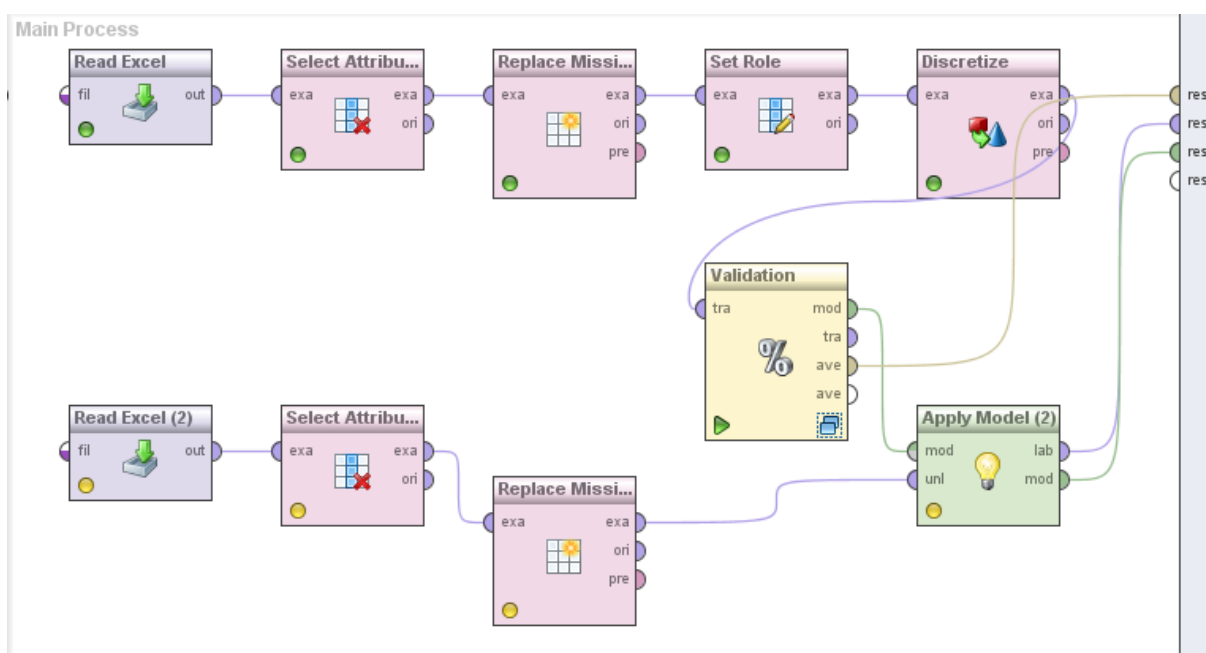 Main Process
Read Excel
fil out
Select Attribu...
exa exa
ori
Replace Missi...
exa exa
ori
pre
Set Role
exa exa
ori
Discretize
exa exa
ori
pre
res
res
res
res
Validation
tra mod
tra
% ave
ave
Read Excel (2)
fil out
Select Attribu...
exa exa
ori
Replace Missi...
exa exa
ori
pre
Apply Model (2)
mod lab
unl mod